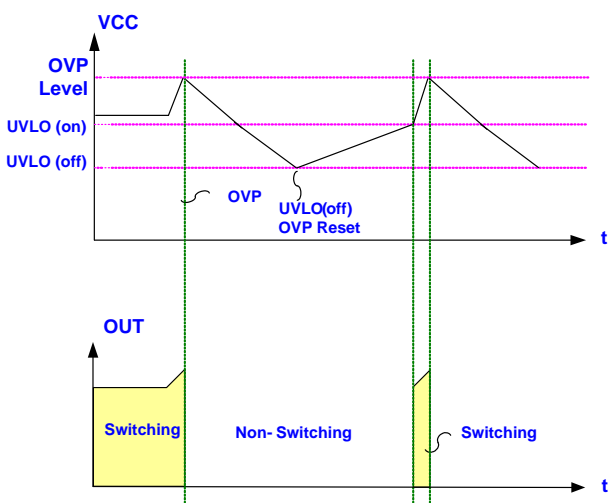 VCC
OVP
Level
UVLO (on)
UVLO (off)
OVP
UVLO(off)
OVP Reset
t
OUT
Switching
Non- Switching
Switching
t